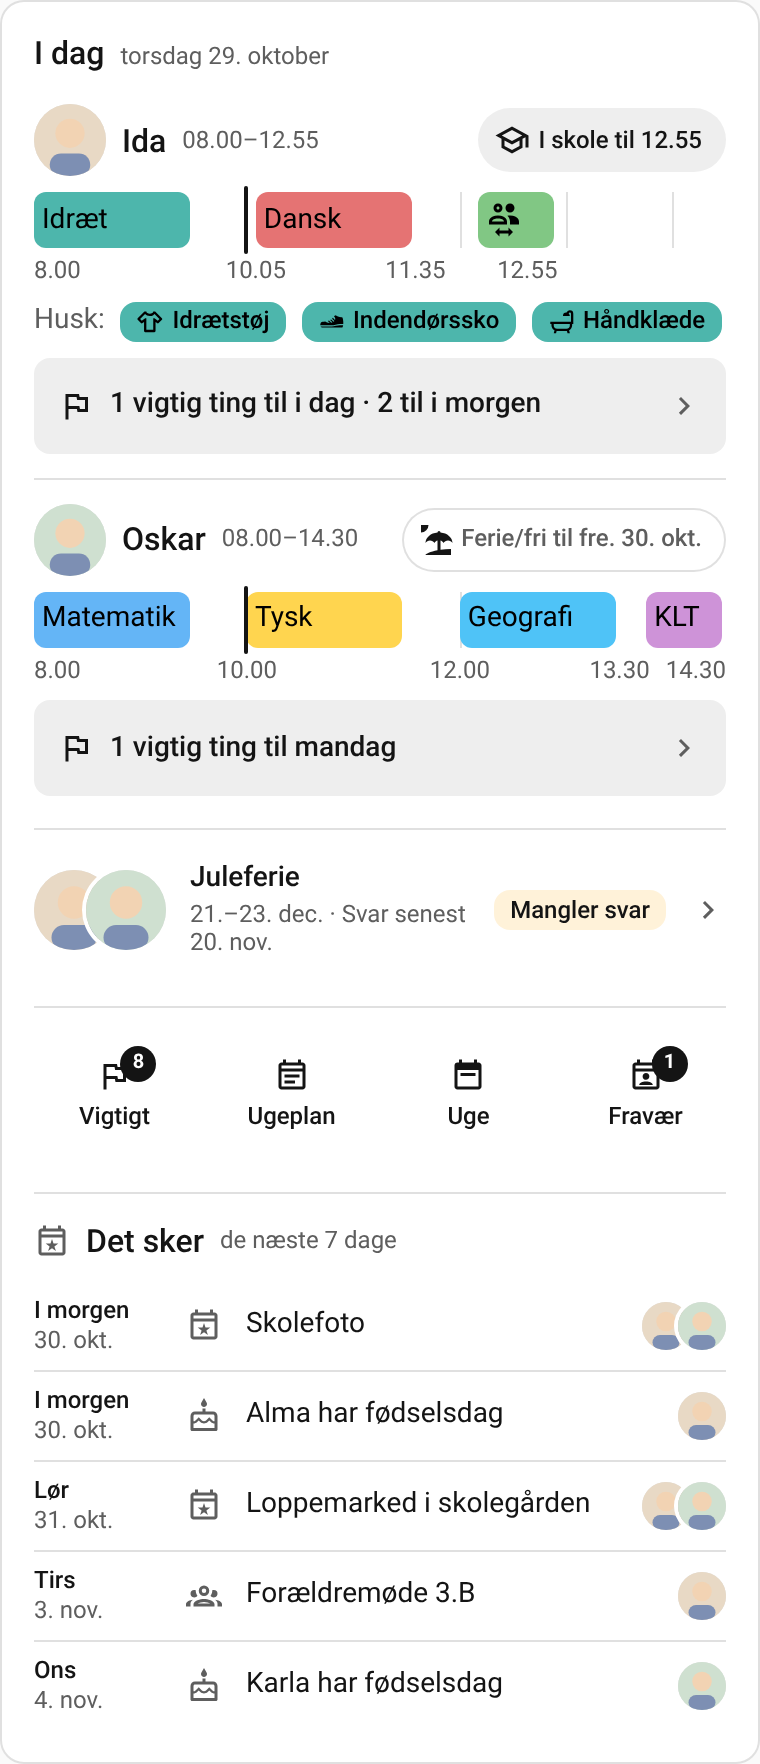 I dag torsdag 29. oktober
Ida 08.00–12.55 I skole til 12.55
Idræt Dansk
8.00 10.05 11.35 12.55
Husk: Idrætstøj Indendørssko Håndklæde
1 vigtig ting til i dag · 2 til i morgen
Oskar 08.00–14.30 Ferie/fri til fre. 30. okt.
Matematik Tysk Geografi KLT
8.00 10.00 12.00 13.30 14.30
1 vigtig ting til mandag
Juleferie
21.–23. dec. · Svar senest
20. nov.
Mangler svar
8 1
Vigtigt Ugeplan Uge Fravær
Det sker de næste 7 dage
I morgen
30. okt.
Skolefoto
I morgen
30. okt.
Alma har fødselsdag
Lør
31. okt.
Loppemarked i skolegården
Tirs
3. nov.
Forældremøde 3.B
Ons
4. nov.
Karla har fødselsdag